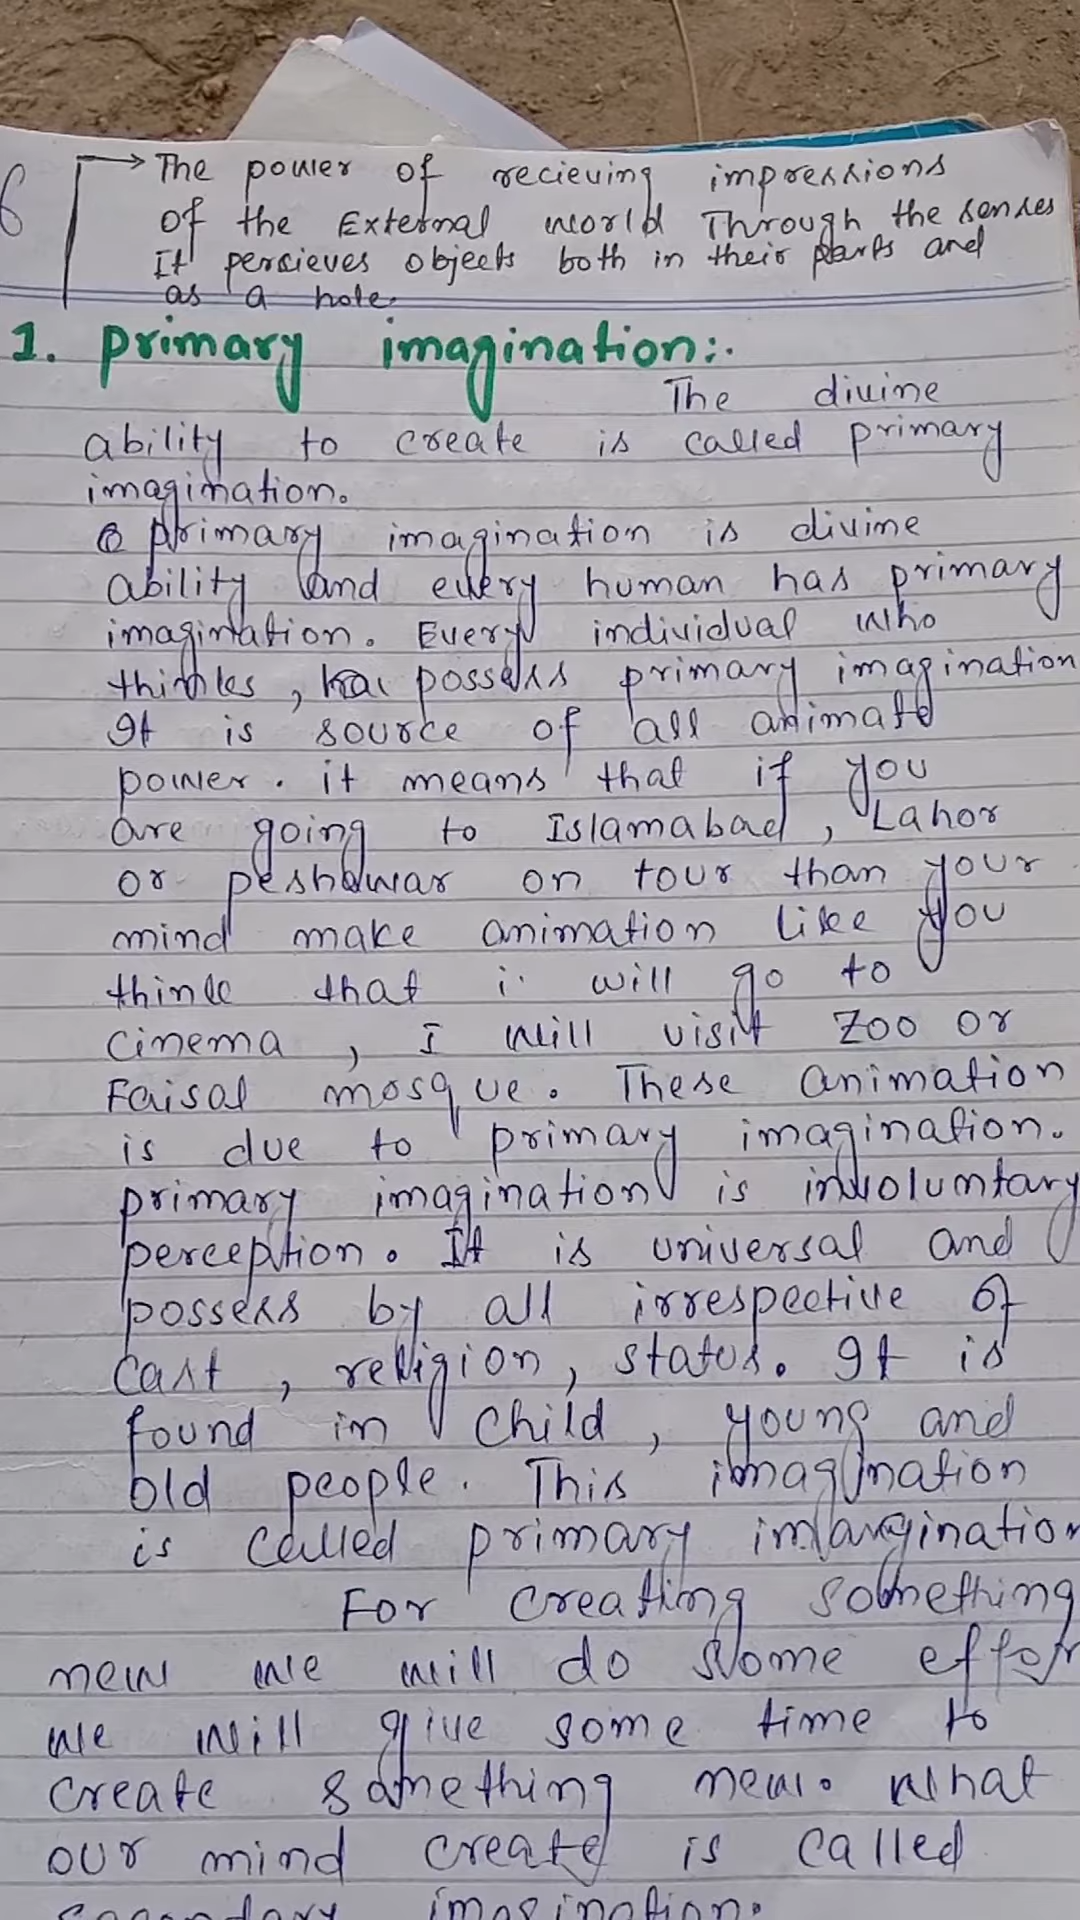 6
The power of recieving impressions
of the External world Through the senses
It percieves objects both in their parts and
as a hole.
1. primary imagination:.
The divine
ability to create is called primary
imagination.
primary imagination is divine
ability and every human has primary
imagination. Every individual who
thinks, possess primary imagination
It is source of all animate
power. it means that if you
are going to Islamabad, Lahor
or peshawar on tour than your
mind make animation like you
think that i will go to
cinema, I will visit zoo or
Faisal mosque. These animation
is due to primary imagination.
primary imagination is involuntary
perception. It is universal and
possess by all irrespective of
Cast, religion, status. It is
found in child, young and
old people. This imagination
is called primary imargination
For creating something
new we will do some effor
we will give some time to
create something new. what
our mind create is called
secondary imagination.